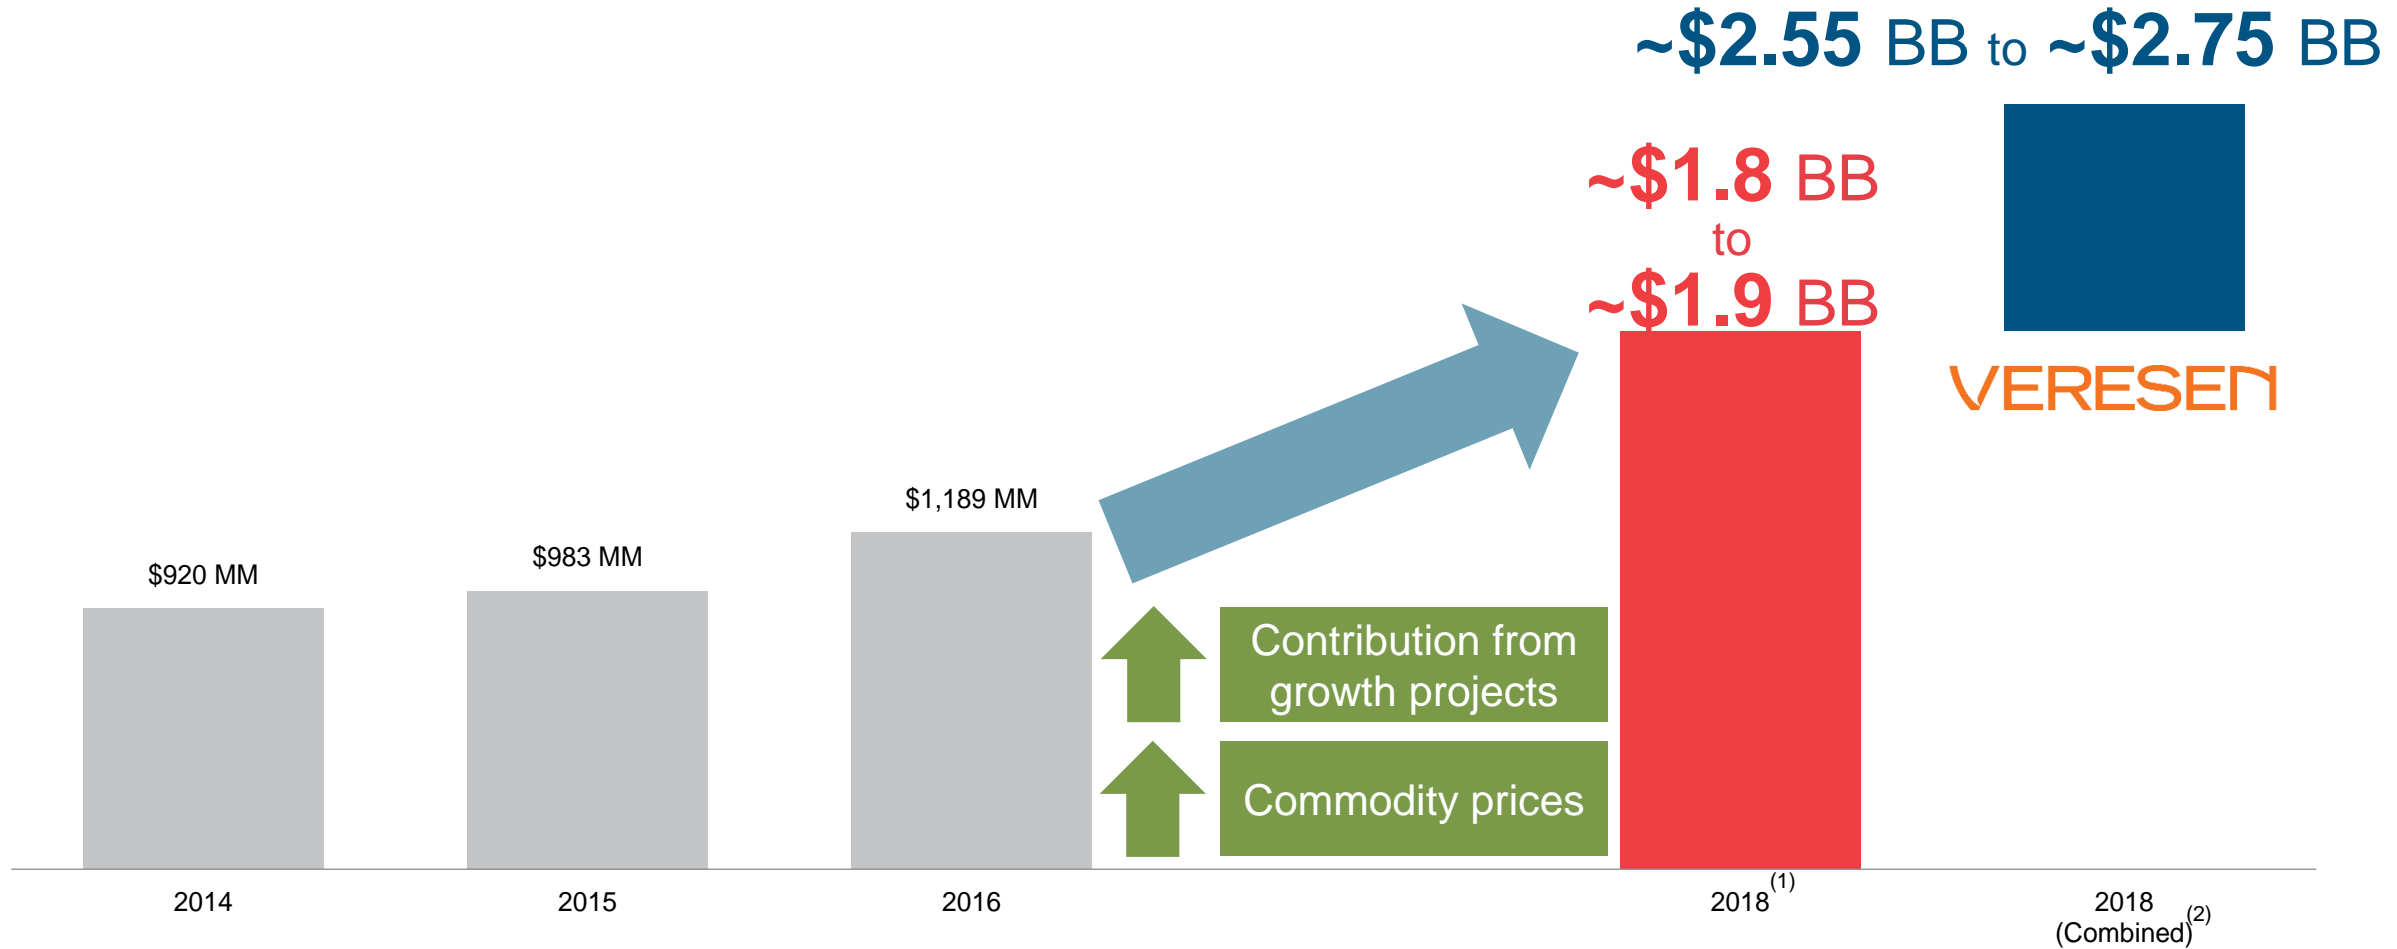 ~$2.55 BB to ~$2.75 BB
~$1.8 BB
to
~$1.9 BB
VERESEN
$1,189 MM
$983 MM
$920 MM
Contribution from
growth projects
Commodity prices
2014
2015
2016
2018(1)
2018
(Combined)(2)